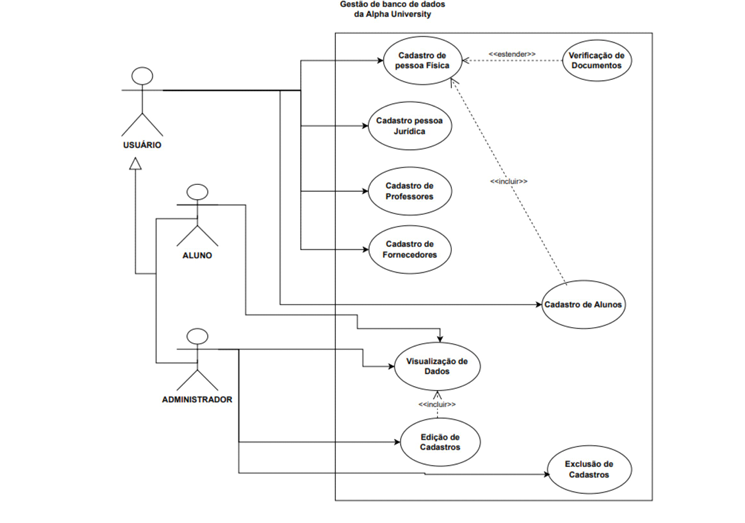 Gestão de banco de dados
da Alpha University
Cadastro de
pessoa Física
<<estender>>
Verificação de
Documentos
USUÁRIO
Cadastro pessoa
Jurídica
<<incluir>>
Cadastro de
Professores
ALUNO
Cadastro de
Fornecedores
Cadastro de Alunos
ADMINISTRADOR
Visualização de
Dados
<<incluir>>
Edição de
Cadastros
Exclusão de
Cadastros